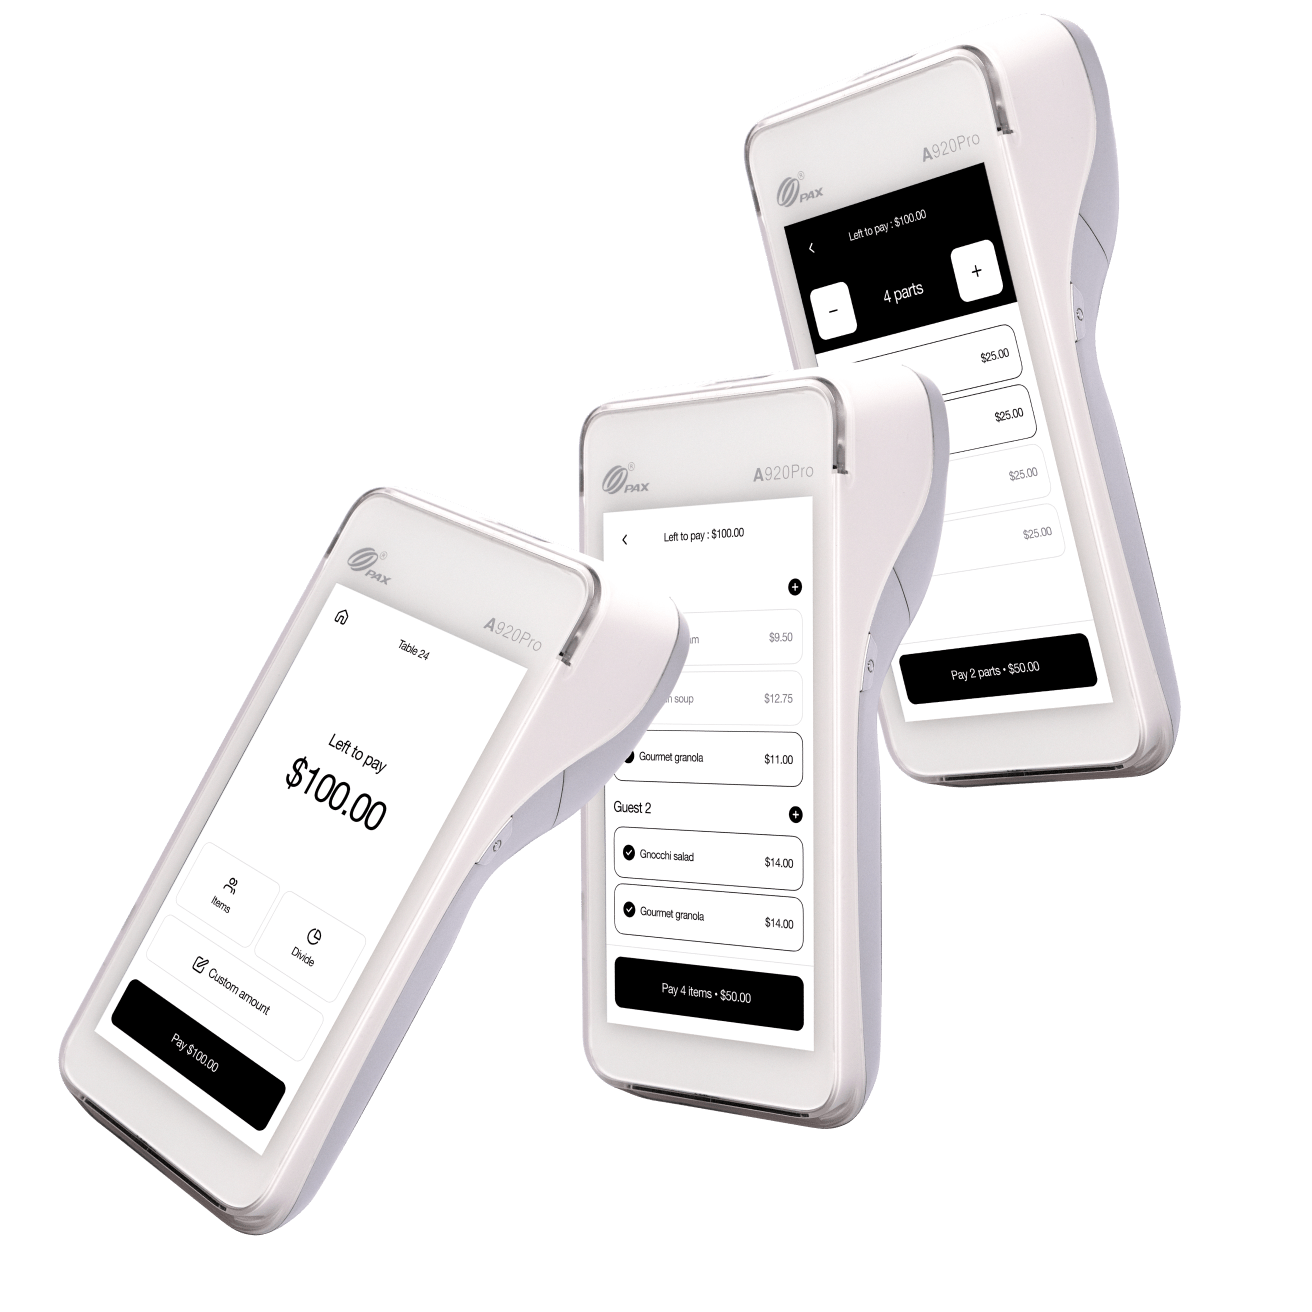 PAX
A920Pro
Table 24
Left to pay
$100.00
Items
Divide
Custom amount
Pay $100.00
PAX
A920Pro
Left to pay : $100.00
$9.50
soup
$12.75
Gourmet granola
$11.00
Guest 2
Gnocchi salad
$14.00
Gourmet granola
$14.00
Pay 4 items • $50.00
PAX
A920Pro
Left to pay : $100.00
− 4 parts +
$25.00
$25.00
$25.00
$25.00
Pay 2 parts • $50.00